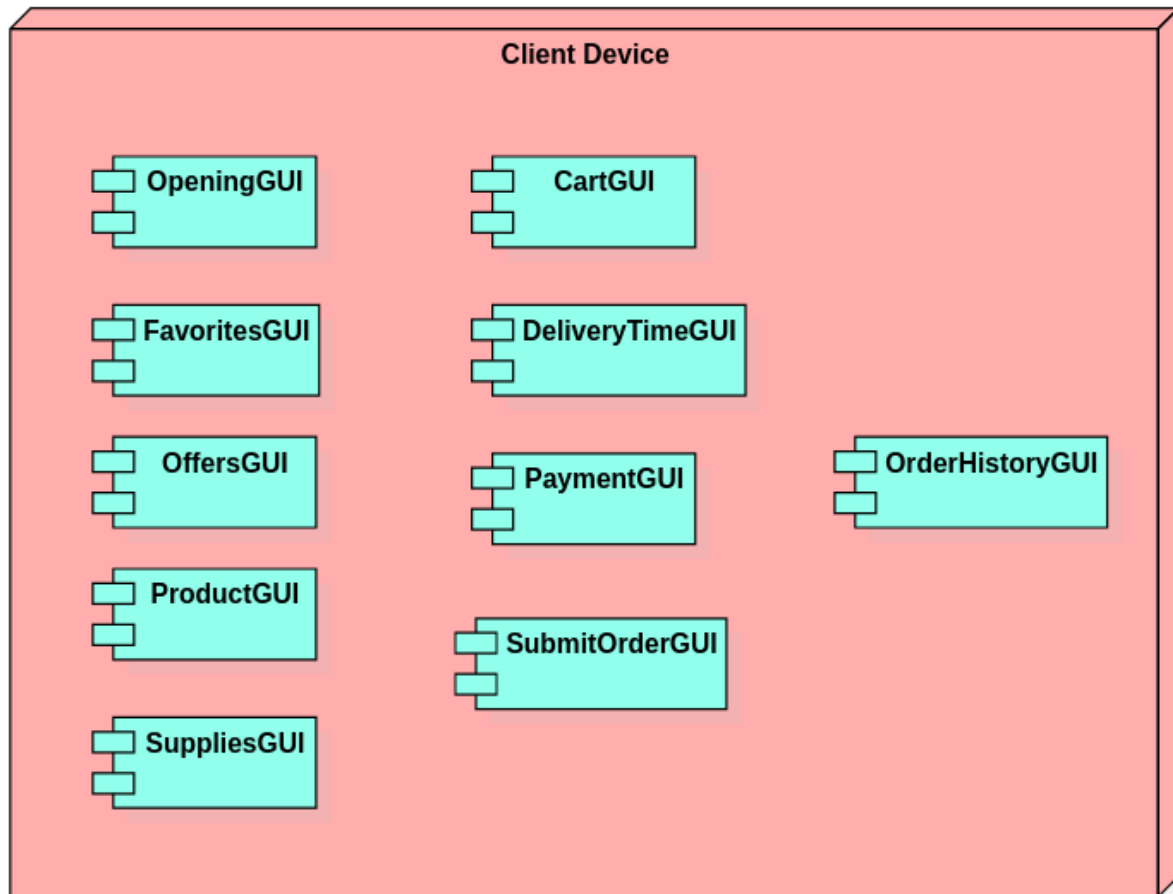 Client Device
OpeningGUI
CartGUI
FavoritesGUI
DeliveryTimeGUI
OffersGUI
PaymentGUI
OrderHistoryGUI
ProductGUI
SubmitOrderGUI
SuppliesGUI